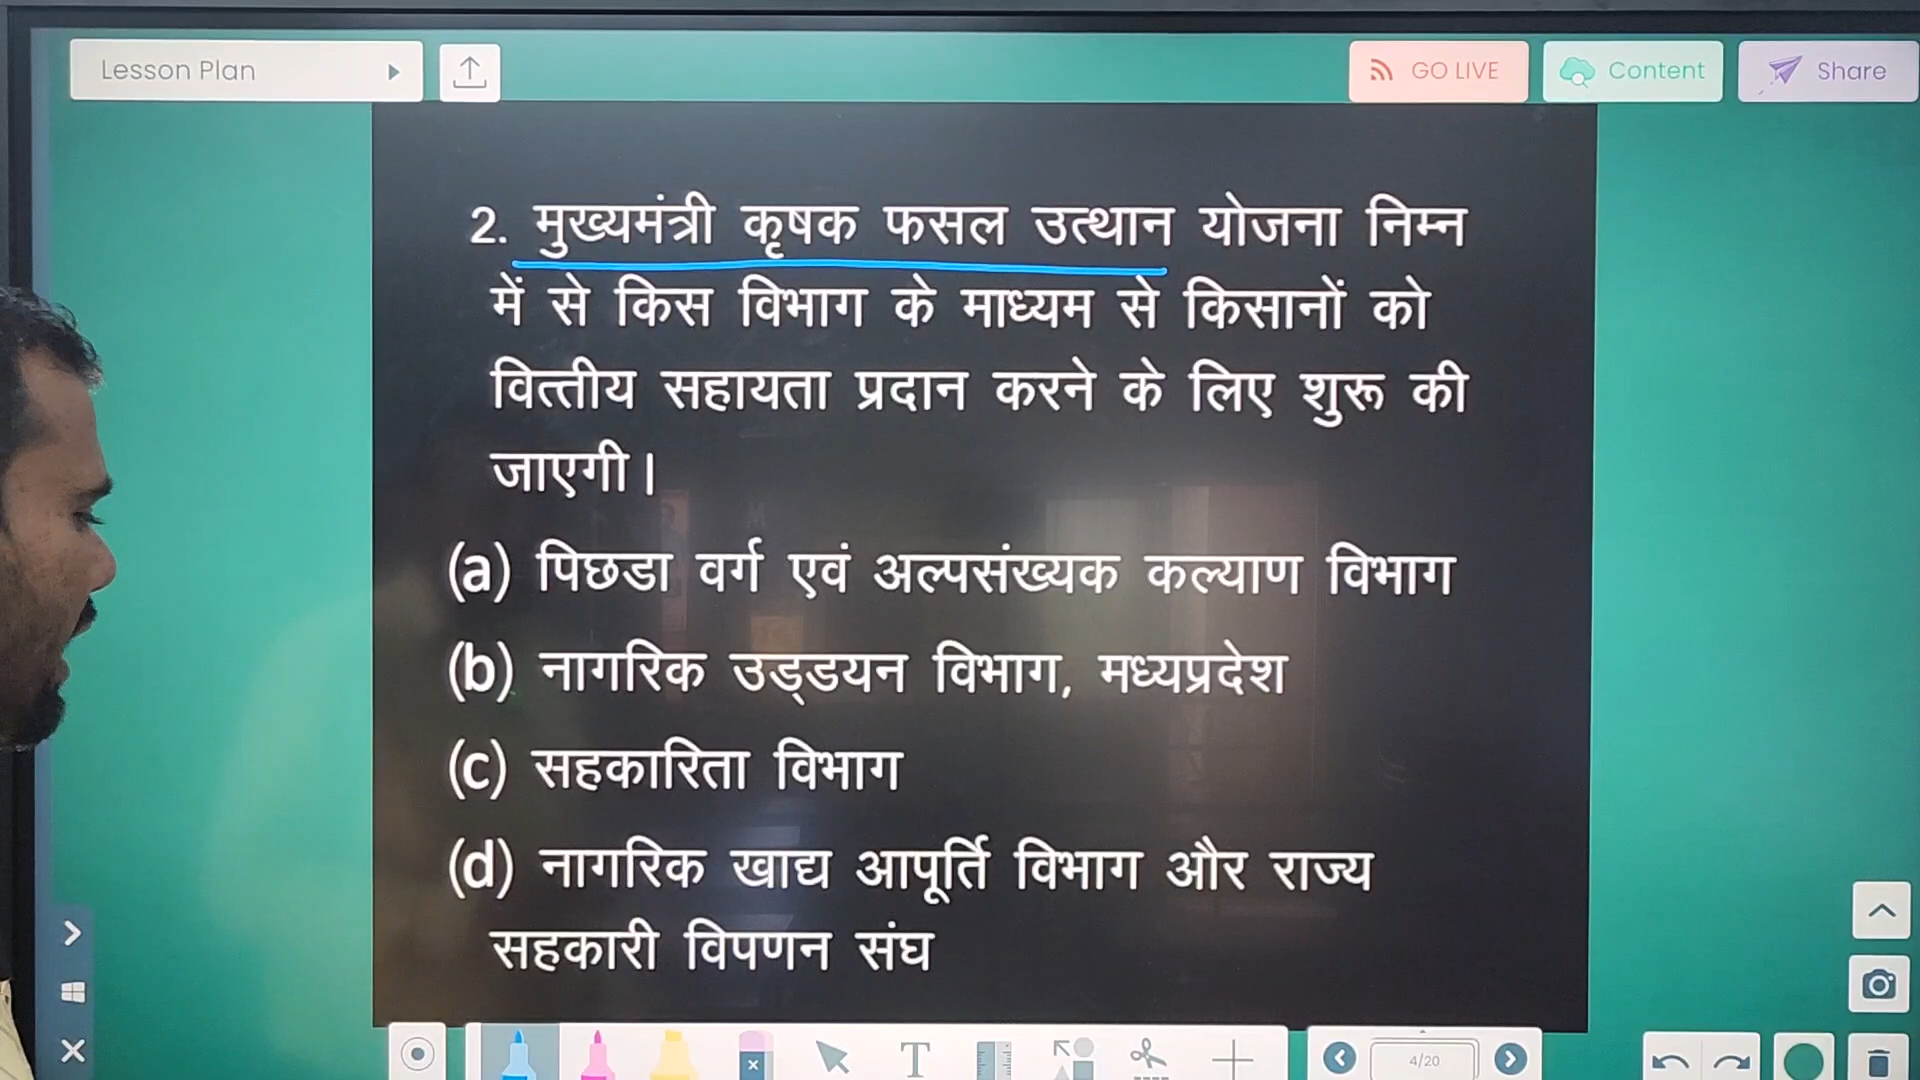 Lesson Plan
GO LIVE
Content
Share
2. मुख्यमंत्री कृषक फसल उत्थान योजना निम्न
में से किस विभाग के माध्यम से किसानों को
वित्तीय सहायता प्रदान करने के लिए शुरू की
जाएगी।
(a) पिछडा वर्ग एवं अल्पसंख्यक कल्याण विभाग
(b) नागरिक उड्डयन विभाग, मध्यप्रदेश
(c) सहकारिता विभाग
(d) नागरिक खाद्य आपूर्ति विभाग और राज्य
सहकारी विपणन संघ
T
4/20